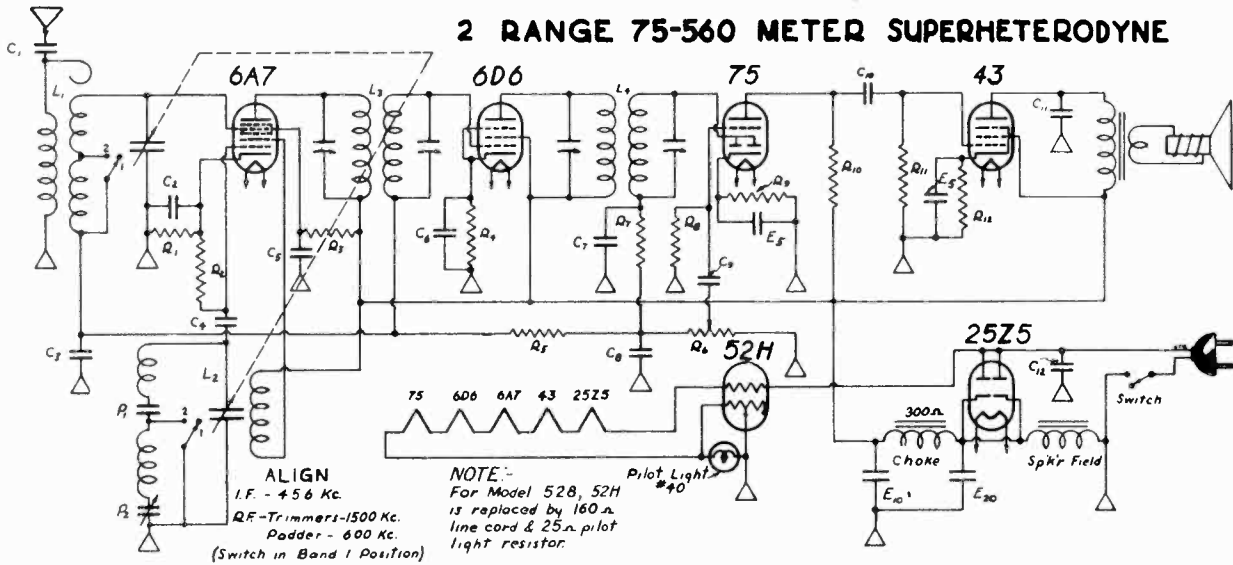 2 RANGE 75-560 METER SUPERHETERODYNE
6A7
6D6
75
43
C1
L1
L3
L4
C10
C11
2
1
C2
R1
R2
C5
R3
C6
R4
C7
R7
R8
R9
E5
C9
R10
R11
E5
R12
C4
C3
R5
C8
R6
52H
25Z5
C12
Switch
L2
P1
2
1
P2
75 6D6 6A7 43 25Z5
300Ω
Choke
Sp'k'r Field
E10
E20
Pilot Light
#40
ALIGN
I.F. - 456 Kc.
R.F.-Trimmers-1500 Kc.
Padder - 600 Kc.
(Switch in Band 1 Position)
NOTE:-
For Model 528, 52H
is replaced by 160Ω
line cord & 25Ω pilot
light resistor.